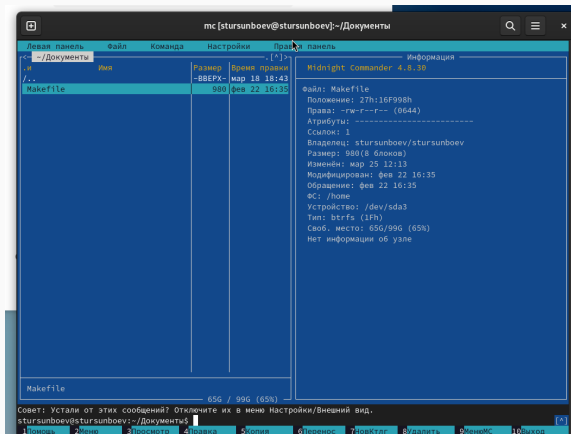 mc [stursunboev@stursunboev]:~/Документы
Левая панель Файл Команда Настройки Правая панель
<- ~/Документы .[^]>
.и Имя Размер Время правки
/.. -ВВЕРХ- мар 18 18:43
Makefile 980 фев 22 16:35
Makefile
65G / 99G (65%)
Информация
Midnight Commander 4.8.30
Файл: Makefile
Положение: 27h:16F998h
Права: -rw-r--r-- (0644)
Атрибуты: ------------------------
Ссылок: 1
Владелец: stursunboev/stursunboev
Размер: 980(8 блоков)
Изменён: мар 25 12:13
Модифицирован: фев 22 16:35
Обращение: фев 22 16:35
ФС: /home
Устройство: /dev/sda3
Тип: btrfs (1Fh)
Своб. место: 65G/99G (65%)
Нет информации об узле
Совет: Устали от этих сообщений? Отключите их в меню Настройки/Внешний вид.
stursunboev@stursunboev:~/Документы$ [^]
1Помощь 2Меню 3Просмотр 4Правка 5Копия 6Перенос 7НовКтлг 8Удалить 9МенюМС 10Выход